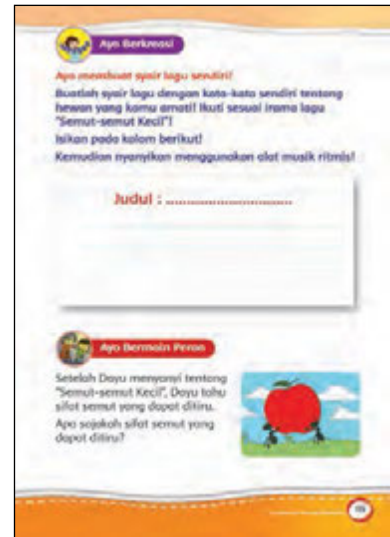 Ayo Berkreasi
Ayo membuat syair lagu sendiri!
Buatlah syair lagu dengan kata-kata sendiri tentang
hewan yang kamu amati! Ikuti sesuai irama lagu
"Semut-semut Kecil"!
Isikan pada kolom berikut!
Kemudian nyanyikan menggunakan alat musik ritmis!
Judul : ..............................
Ayo Bermain Peran
Setelah Dayu menyanyi tentang
"Semut-semut Kecil", Dayu tahu
sifat semut yang dapat ditiru.
Apa sajakah sifat semut yang
dapat ditiru?